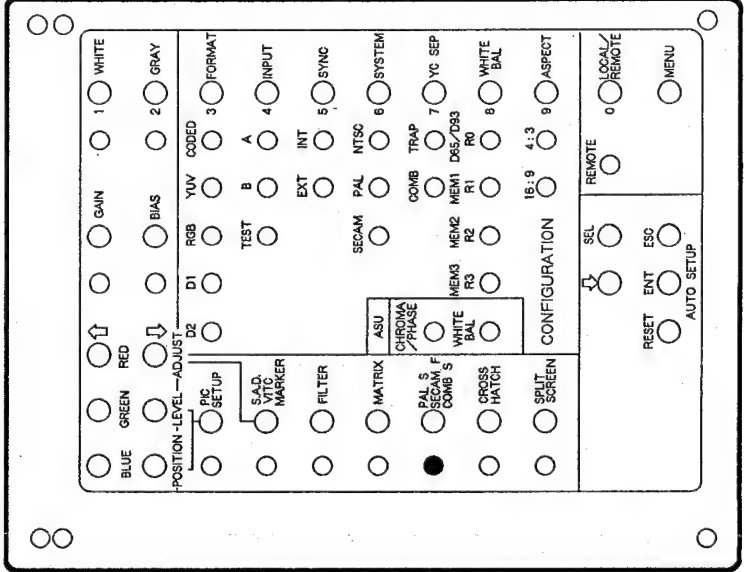 GAIN 1 WHITE
BLUE GREEN RED
BIAS 2 GRAY
POSITION-LEVEL-ADJUST
D2 D1 RGB YUV CODED 3 FORMAT
PIC
SETUP
TEST B A 4 INPUT
S.A.D.
VITC
MARKER
EXT INT 5 SYNC
FILTER
SECAM PAL NTSC 6 SYSTEM
MATRIX
ASU
CHROMA
/PHASE
COMB TRAP 7 YC SEP
PAL S
SECAM F
COMB S
WHITE
BAL
MEM3 MEM2 MEM1 D65/D93
R3 R2 R1 R0
8 WHITE
BAL
CROSS
HATCH
16:9 4:3 9 ASPECT
SPLIT
SCREEN
CONFIGURATION
SEL REMOTE 0 LOCAL/
REMOTE
RESET ENT ESC MENU
AUTO SETUP